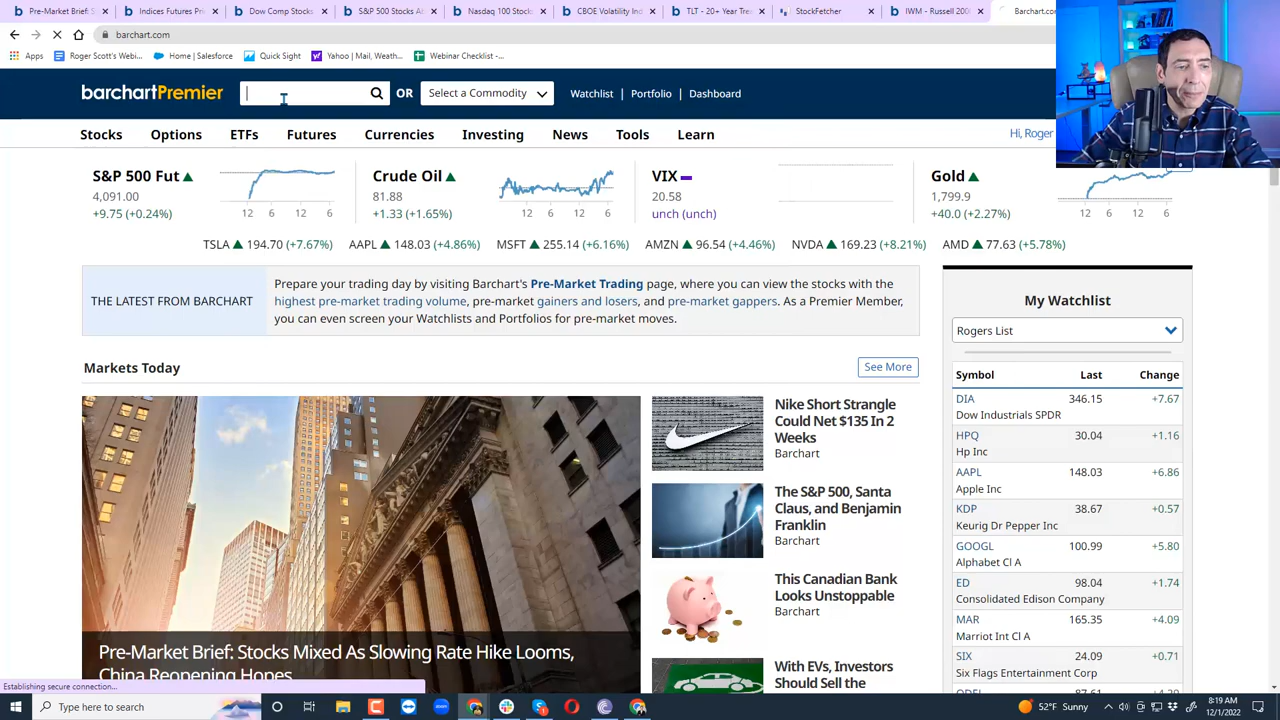 Pre-Market Brief: S
Indices Futures Pri
Dow Comp Stocks
S&P 500 Stocks A
Nasdaq 100 Stock
CBOE Volatility Ind
TLT - 20+ Year Tre
StockFetcher
IWM - Russell 200
Barchart.com
barchart.com
Apps
Roger Scott's Webi...
Home | Salesforce
Quick Sight
Yahoo | Mail, Weath...
Webinar Checklist -...
barchartPremier
OR
Select a Commodity
Watchlist | Portfolio | Dashboard
Stocks
Options
ETFs
Futures
Currencies
Investing
News
Tools
Learn
Hi, Roger
S&P 500 Fut
4,091.00
+9.75 (+0.24%)
12 6 12 6
Crude Oil
81.88
+1.33 (+1.65%)
12 6 12 6
VIX
20.58
unch (unch)
Gold
1,799.9
+40.0 (+2.27%)
12 6 12 6
TSLA 194.70 (+7.67%) AAPL 148.03 (+4.86%) MSFT 255.14 (+6.16%) AMZN 96.54 (+4.46%) NVDA 169.23 (+8.21%) AMD 77.63 (+5.78%)
THE LATEST FROM BARCHART
Prepare your trading day by visiting Barchart's Pre-Market Trading page, where you can view the stocks with the
highest pre-market trading volume, pre-market gainers and losers, and pre-market gappers. As a Premier Member,
you can even screen your Watchlists and Portfolios for pre-market moves.
Markets Today
See More
Pre-Market Brief: Stocks Mixed As Slowing Rate Hike Looms,
China Reopening Hopes
Nike Short Strangle
Could Net $135 In 2
Weeks
Barchart
The S&P 500, Santa
Claus, and Benjamin
Franklin
Barchart
This Canadian Bank
Looks Unstoppable
Barchart
With EVs, Investors
Should Sell the
My Watchlist
Rogers List
Symbol Last Change
DIA 346.15 +7.67
Dow Industrials SPDR
HPQ 30.04 +1.16
Hp Inc
AAPL 148.03 +6.86
Apple Inc
KDP 38.67 +0.57
Keurig Dr Pepper Inc
GOOGL 100.99 +5.80
Alphabet Cl A
ED 98.04 +1.74
Consolidated Edison Company
MAR 165.35 +4.09
Marriot Int Cl A
SIX 24.09 +0.71
Six Flags Entertainment Corp
Establishing secure connection...
Type here to search
52°F Sunny
8:19 AM
12/1/2022